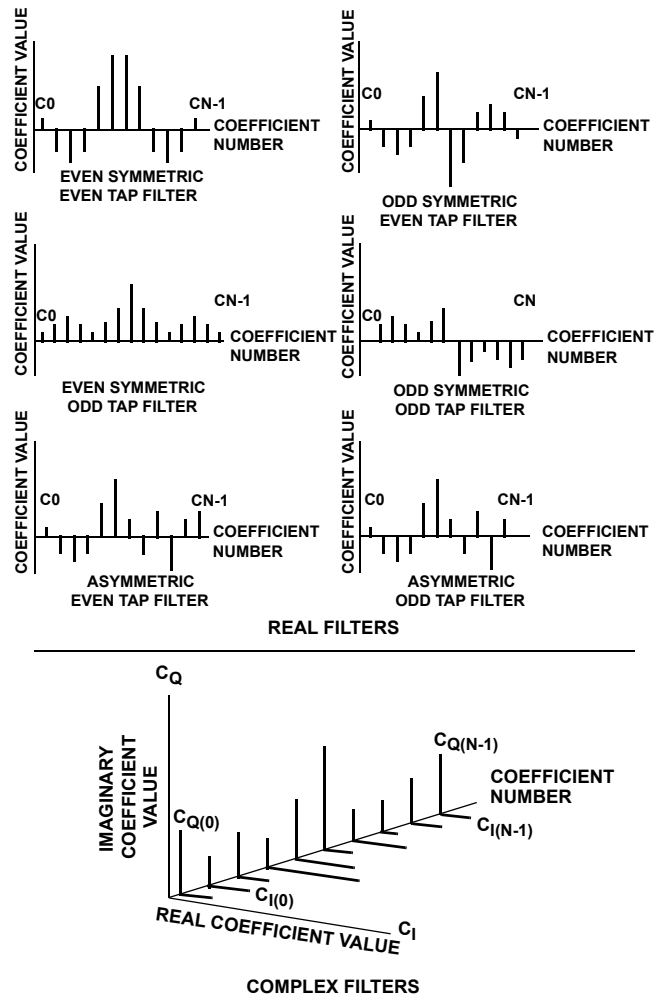 COEFFICIENT VALUE
C0
CN-1
COEFFICIENT
NUMBER
EVEN SYMMETRIC
EVEN TAP FILTER
COEFFICIENT VALUE
C0
CN-1
COEFFICIENT
NUMBER
ODD SYMMETRIC
EVEN TAP FILTER
COEFFICIENT VALUE
C0
CN-1
COEFFICIENT
NUMBER
EVEN SYMMETRIC
ODD TAP FILTER
COEFFICIENT VALUE
C0
CN
COEFFICIENT
NUMBER
ODD SYMMETRIC
ODD TAP FILTER
COEFFICIENT VALUE
C0
CN-1
COEFFICIENT
NUMBER
ASYMMETRIC
EVEN TAP FILTER
COEFFICIENT VALUE
C0
CN-1
COEFFICIENT
NUMBER
ASYMMETRIC
ODD TAP FILTER
REAL FILTERS
CQ
IMAGINARY
COEFFICIENT
VALUE
CQ(0)
CQ(N-1)
COEFFICIENT
NUMBER
CI(N-1)
CI(0)
REAL COEFFICIENT VALUE
CI
COMPLEX FILTERS